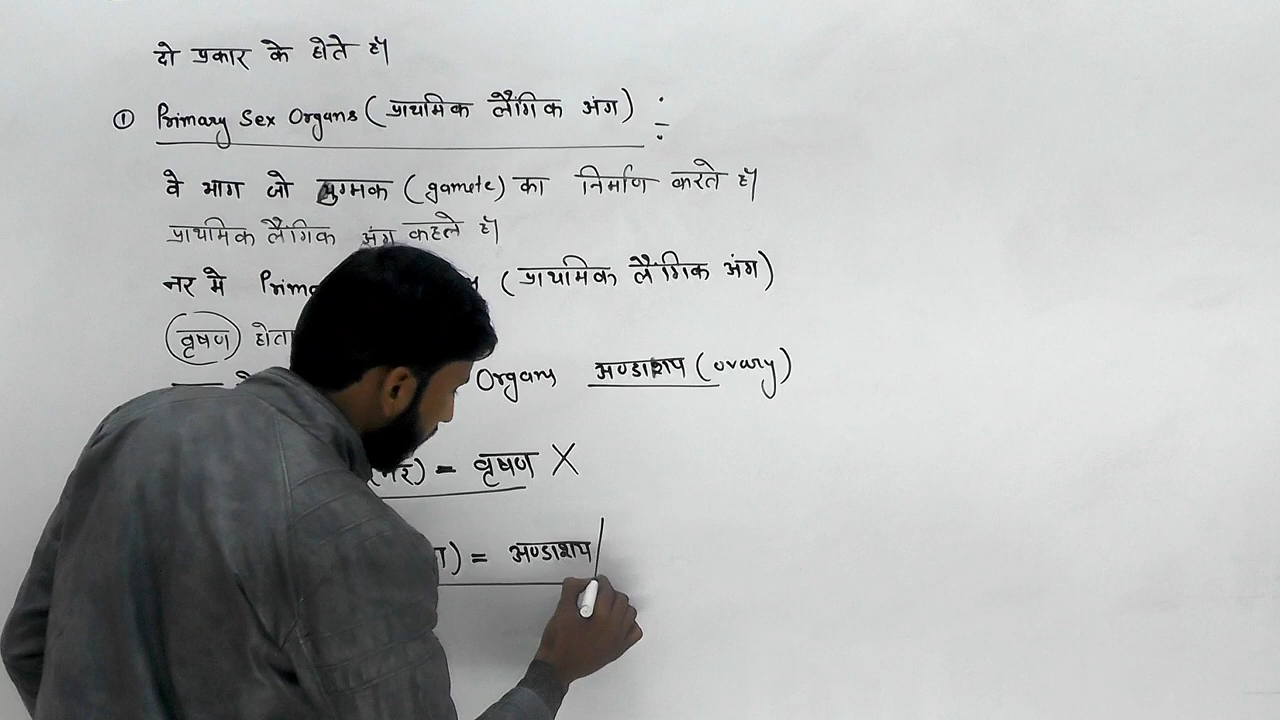 दो प्रकार के होते हैं।
① Primary Sex Organs (प्राथमिक लैंगिक अंग) :-
वे भाग जो युग्मक (gamete) का निर्माण करते हैं।
प्राथमिक लैंगिक अंग कहते हैं।
नर मे (प्राथमिक लैंगिक अंग)
वृषण होता
Organs अण्डाशय (ovary)
(नर) = वृषण X
= अण्डाशय